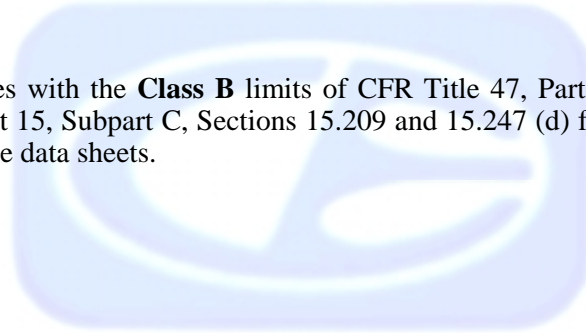 es with the Class B limits of CFR Title 47, Part
t 15, Subpart C, Sections 15.209 and 15.247 (d) f
e data sheets.